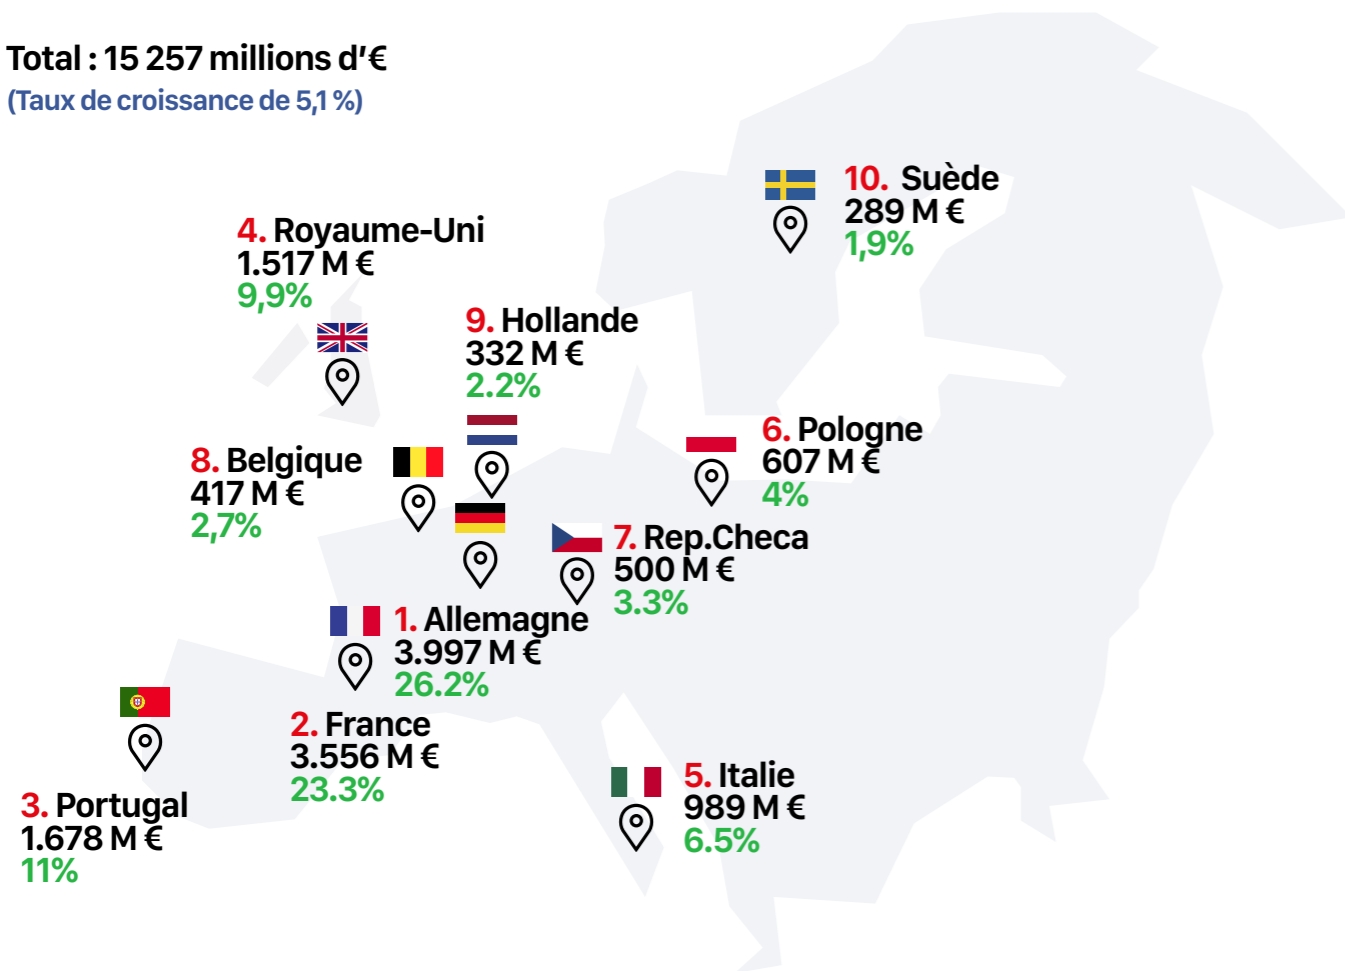 Total : 15 257 millions d'€
(Taux de croissance de 5,1 %)
10. Suède
289 M €
1,9%
4. Royaume-Uni
1.517 M €
9,9%
9. Hollande
332 M €
2.2%
6. Pologne
607 M €
4%
8. Belgique
417 M €
2,7%
7. Rep.Checa
500 M €
3.3%
1. Allemagne
3.997 M €
26.2%
2. France
3.556 M €
23.3%
5. Italie
989 M €
6.5%
3. Portugal
1.678 M €
11%